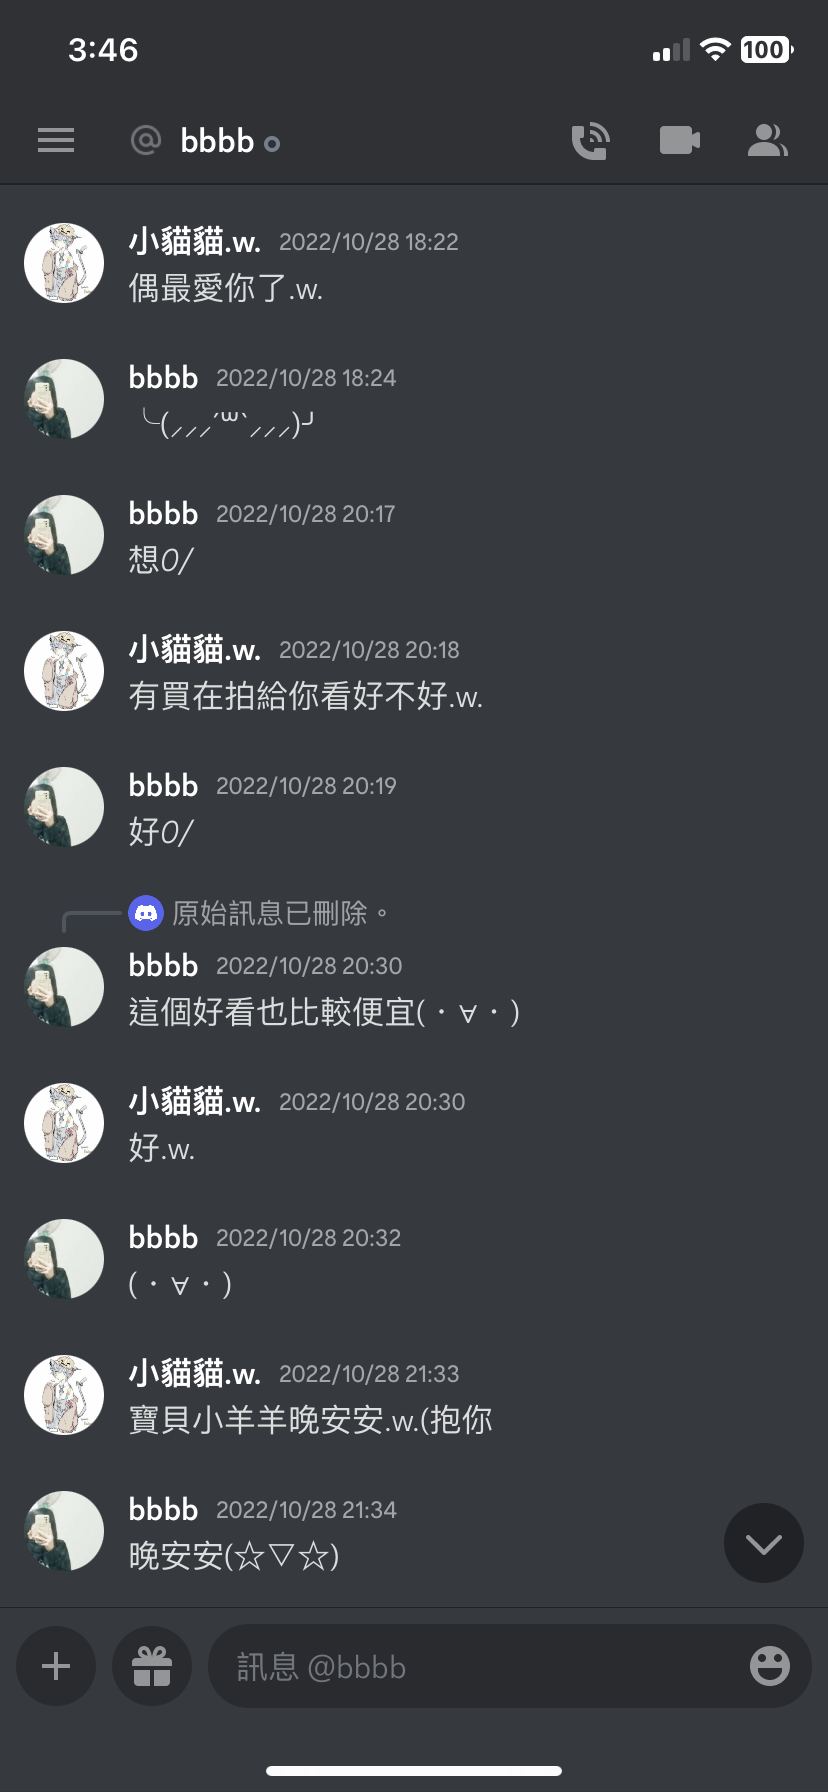 3:46
100
@ bbbb
小貓貓.w. 2022/10/28 18:22
偶最愛你了.w.
bbbb 2022/10/28 18:24
╰(⸝⸝⸝´꒳`⸝⸝⸝)╯
bbbb 2022/10/28 20:17
想0/
小貓貓.w. 2022/10/28 20:18
有買在拍給你看好不好.w.
bbbb 2022/10/28 20:19
好0/
原始訊息已刪除。
bbbb 2022/10/28 20:30
這個好看也比較便宜(・∀・)
小貓貓.w. 2022/10/28 20:30
好.w.
bbbb 2022/10/28 20:32
(・∀・)
小貓貓.w. 2022/10/28 21:33
寶貝小羊羊晚安安.w.(抱你
bbbb 2022/10/28 21:34
晚安安(☆▽☆)
訊息 @bbbb